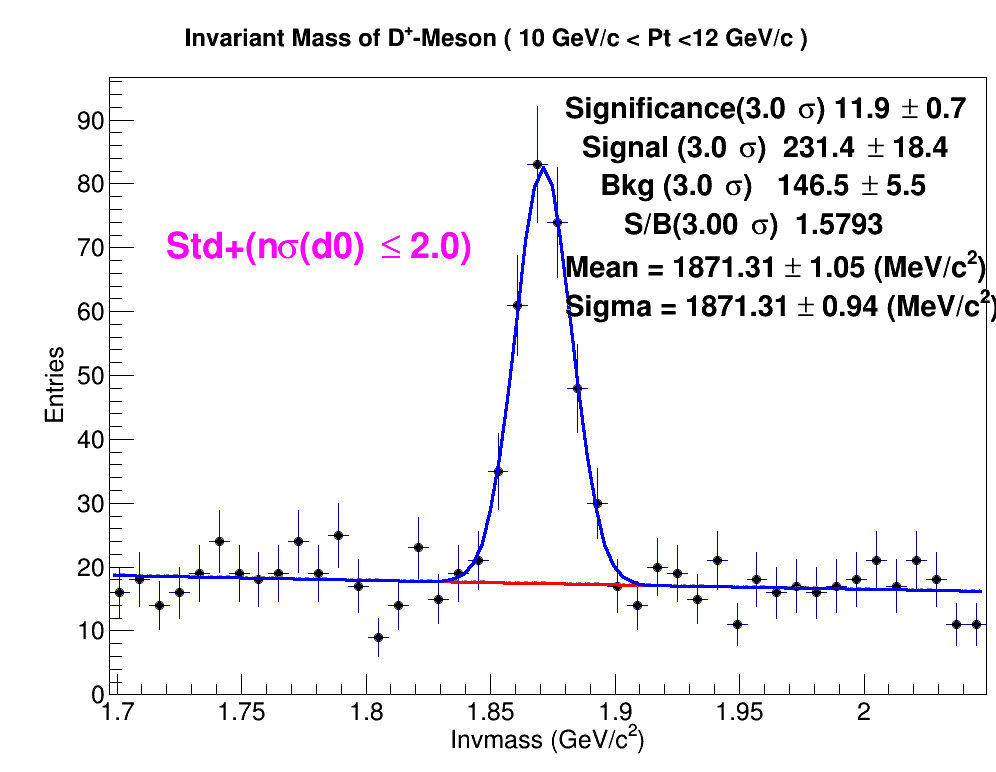 Invariant Mass of D⁺-Meson ( 10 GeV/c < Pt <12 GeV/c )
Significance(3.0 σ) 11.9 ± 0.7
Signal (3.0 σ) 231.4 ± 18.4
Bkg (3.0 σ) 146.5 ± 5.5
S/B(3.00 σ) 1.5793
Mean = 1871.31 ± 1.05 (MeV/c²)
Sigma = 1871.31 ± 0.94 (MeV/c²)
Std+(nσ(d0) ≤ 2.0)
Entries
90
80
70
60
50
40
30
20
10
0
1.7 1.75 1.8 1.85 1.9 1.95 2
Invmass (GeV/c²)